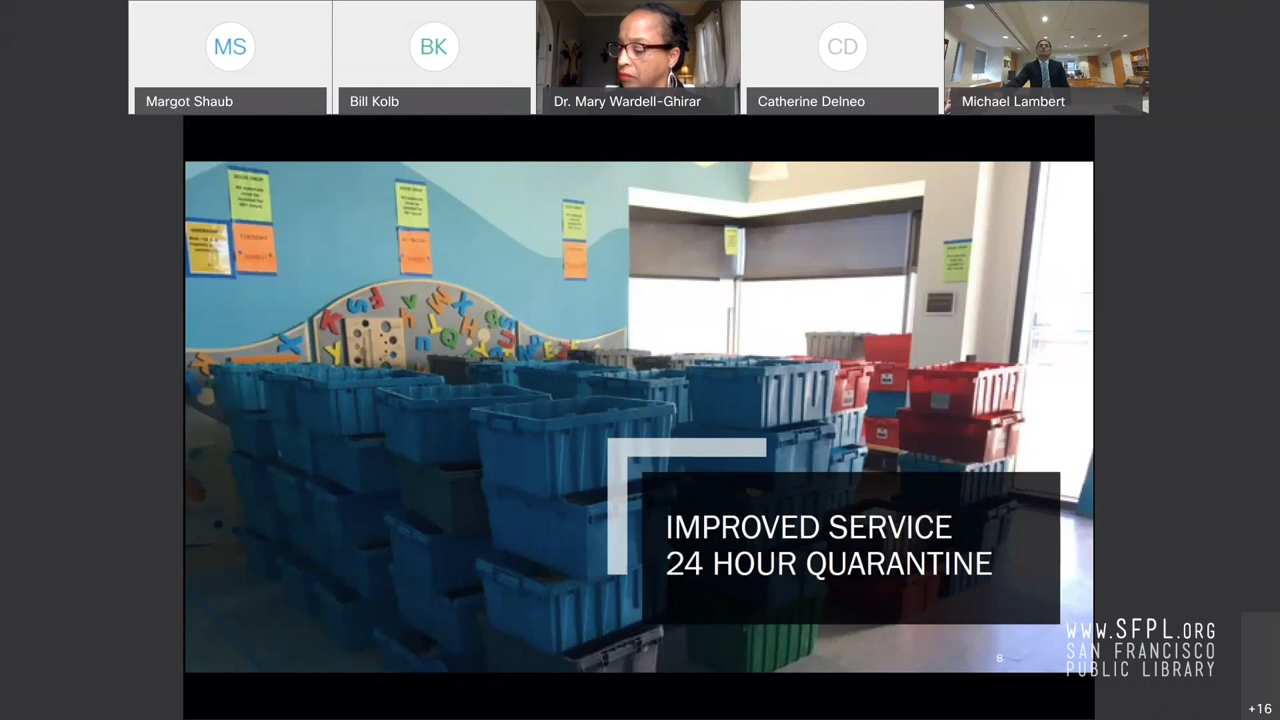 MS
BK
CD
Margot Shaub
Bill Kolb
Dr. Mary Wardell-Ghirar
Catherine Delneo
Michael Lambert
IMPROVED SERVICE
24 HOUR QUARANTINE
8
WWW.SFPL.ORG
SAN FRANCISCO
PUBLIC LIBRARY
+16